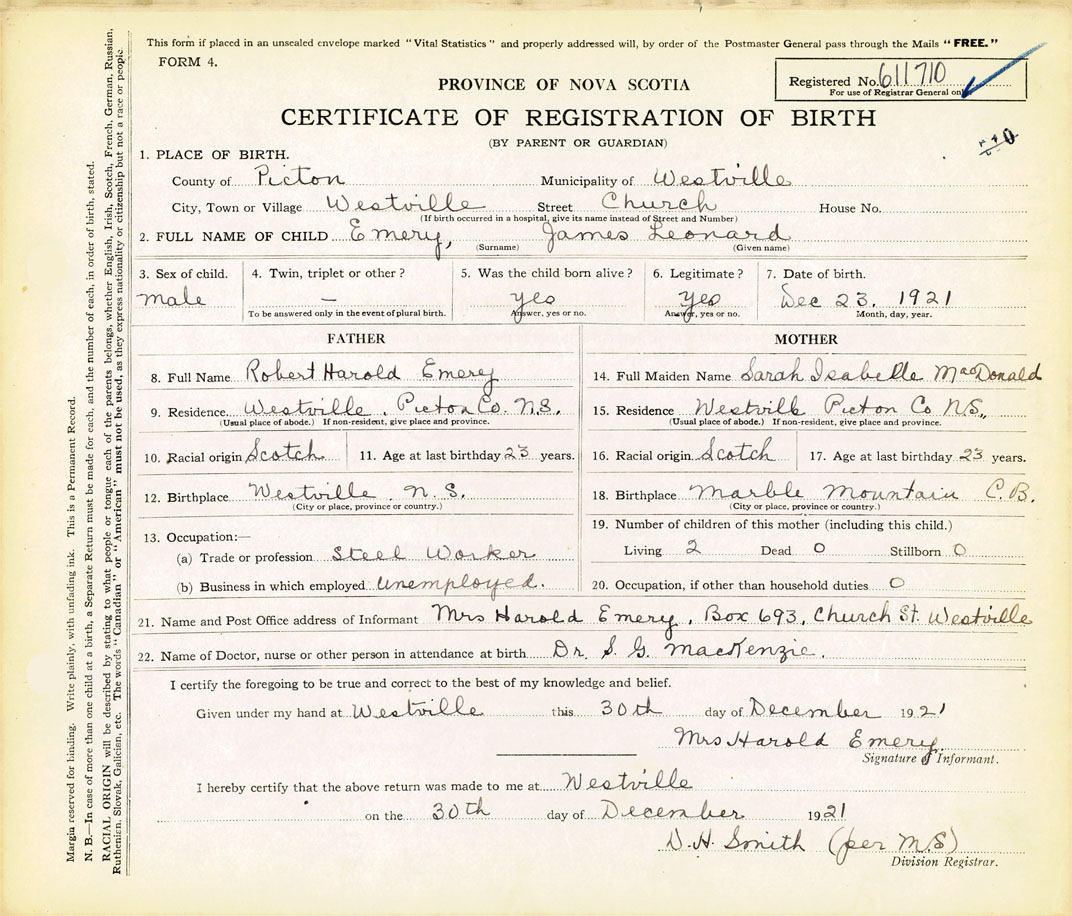 This form if placed in an unsealed envelope marked "Vital Statistics" and properly addressed will, by order of the Postmaster General pass through the Mails "FREE."
FORM 4.
Registered No. 611710
For use of Registrar General only
PROVINCE OF NOVA SCOTIA
CERTIFICATE OF REGISTRATION OF BIRTH
(BY PARENT OR GUARDIAN)
1. PLACE OF BIRTH.
County of Picton Municipality of Westville
City, Town or Village Westville Street Church House No.
(If birth occurred in a hospital, give its name instead of Street and Number)
2. FULL NAME OF CHILD Emery, James Leonard
(Surname) (Given name)
3. Sex of child. 4. Twin, triplet or other? 5. Was the child born alive? 6. Legitimate? 7. Date of birth.
male — yes yes Dec 23. 1921
To be answered only in the event of plural birth. Answer, yes or no. Answer, yes or no. Month, day, year.
FATHER
8. Full Name Robert Harold Emery
9. Residence Westville, Picton Co. N.S.
(Usual place of abode.) If non-resident, give place and province.
10. Racial origin Scotch 11. Age at last birthday 23 years.
12. Birthplace Westville, N.S.
(City or place, province or country.)
13. Occupation:—
(a) Trade or profession Steel Worker
(b) Business in which employed unemployed.
MOTHER
14. Full Maiden Name Sarah Isabelle MacDonald
15. Residence Westville Picton Co N.S.,
(Usual place of abode.) If non-resident, give place and province.
16. Racial origin Scotch 17. Age at last birthday 23 years.
18. Birthplace Marble Mountain C.B.
(City or place, province or country.)
19. Number of children of this mother (including this child.)
Living 2 Dead 0 Stillborn 0
20. Occupation, if other than household duties 0
21. Name and Post Office address of Informant Mrs Harold Emery, Box 693, Church St. Westville
22. Name of Doctor, nurse or other person in attendance at birth Dr. S. G. MacKenzie.
I certify the foregoing to be true and correct to the best of my knowledge and belief.
Given under my hand at Westville this 30th day of December 1921
Mrs Harold Emery
Signature of Informant.
I hereby certify that the above return was made to me at Westville
on the 30th day of December 1921
D. H. Smith (per M.S)
Division Registrar.
Margin reserved for binding. Write plainly, with unfading ink. This is a Permanent Record.
N. B.—In case of more than one child at a birth, a Separate Return must be made for each, and the number of each, in order of birth, stated.
RACIAL ORIGIN will be described by stating to what people or tongue each of the parents belongs, whether English, Irish, Scotch, French, German, Russian,
Ruthenian, Slovak, Galician, etc. The words "Canadian" or "American" must not be used, as they express nationality or citizenship but not a race or people.